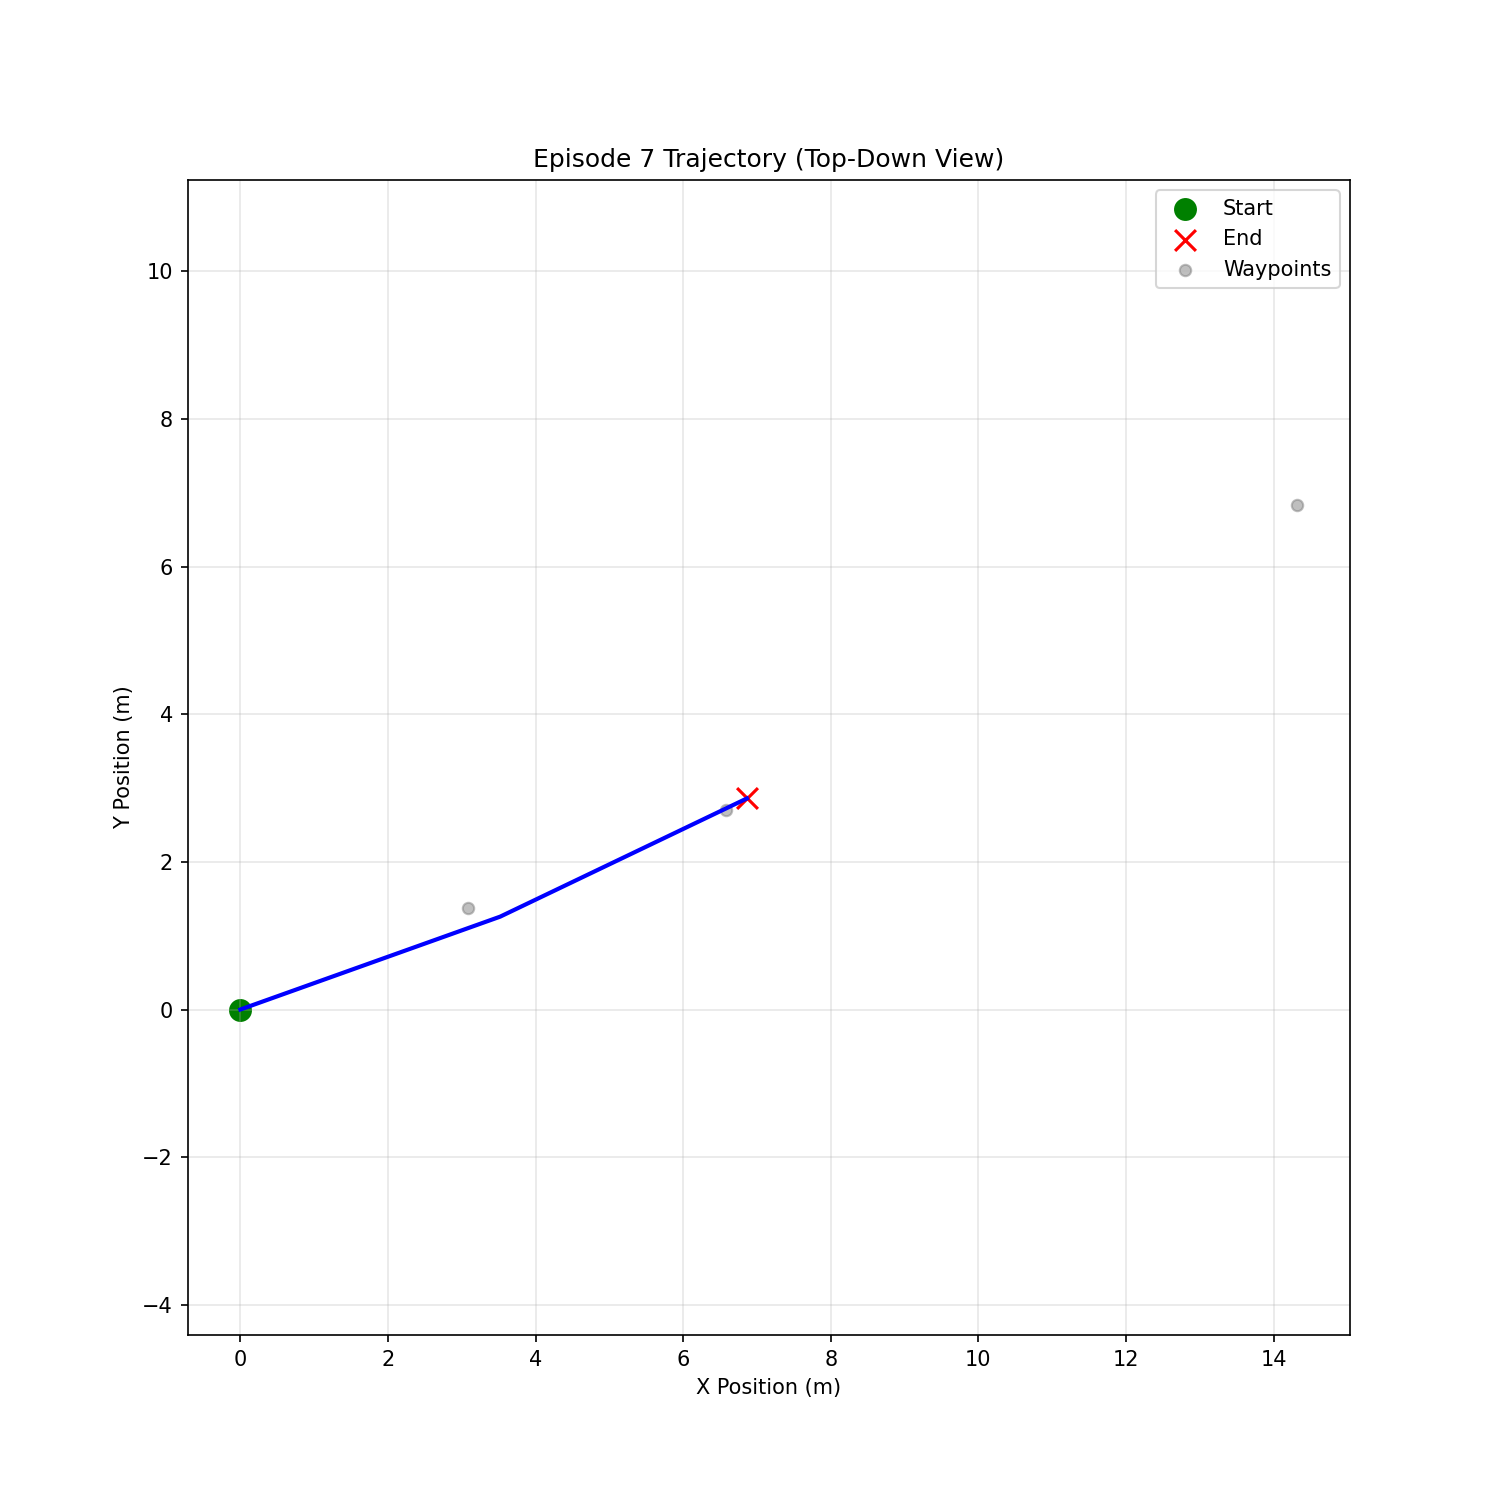 Episode 7 Trajectory (Top-Down View)
Start
End
Waypoints
10
8
6
4
2
0
−2
−4
Y Position (m)
0 2 4 6 8 10 12 14
X Position (m)